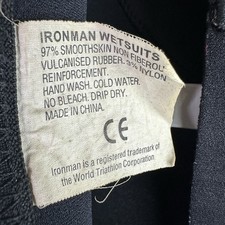 IRONMAN WETSUITS
97% SMOOTHSKIN NON FIBEROL
VULCANISED RUBBER. 3% NYLON
REINFORCEMENT.
HAND WASH. COLD WATER.
NO BLEACH. DRIP DRY.
MADE IN CHINA.
CE
Ironman is a registered trademark of
the World Triathlon Corporation